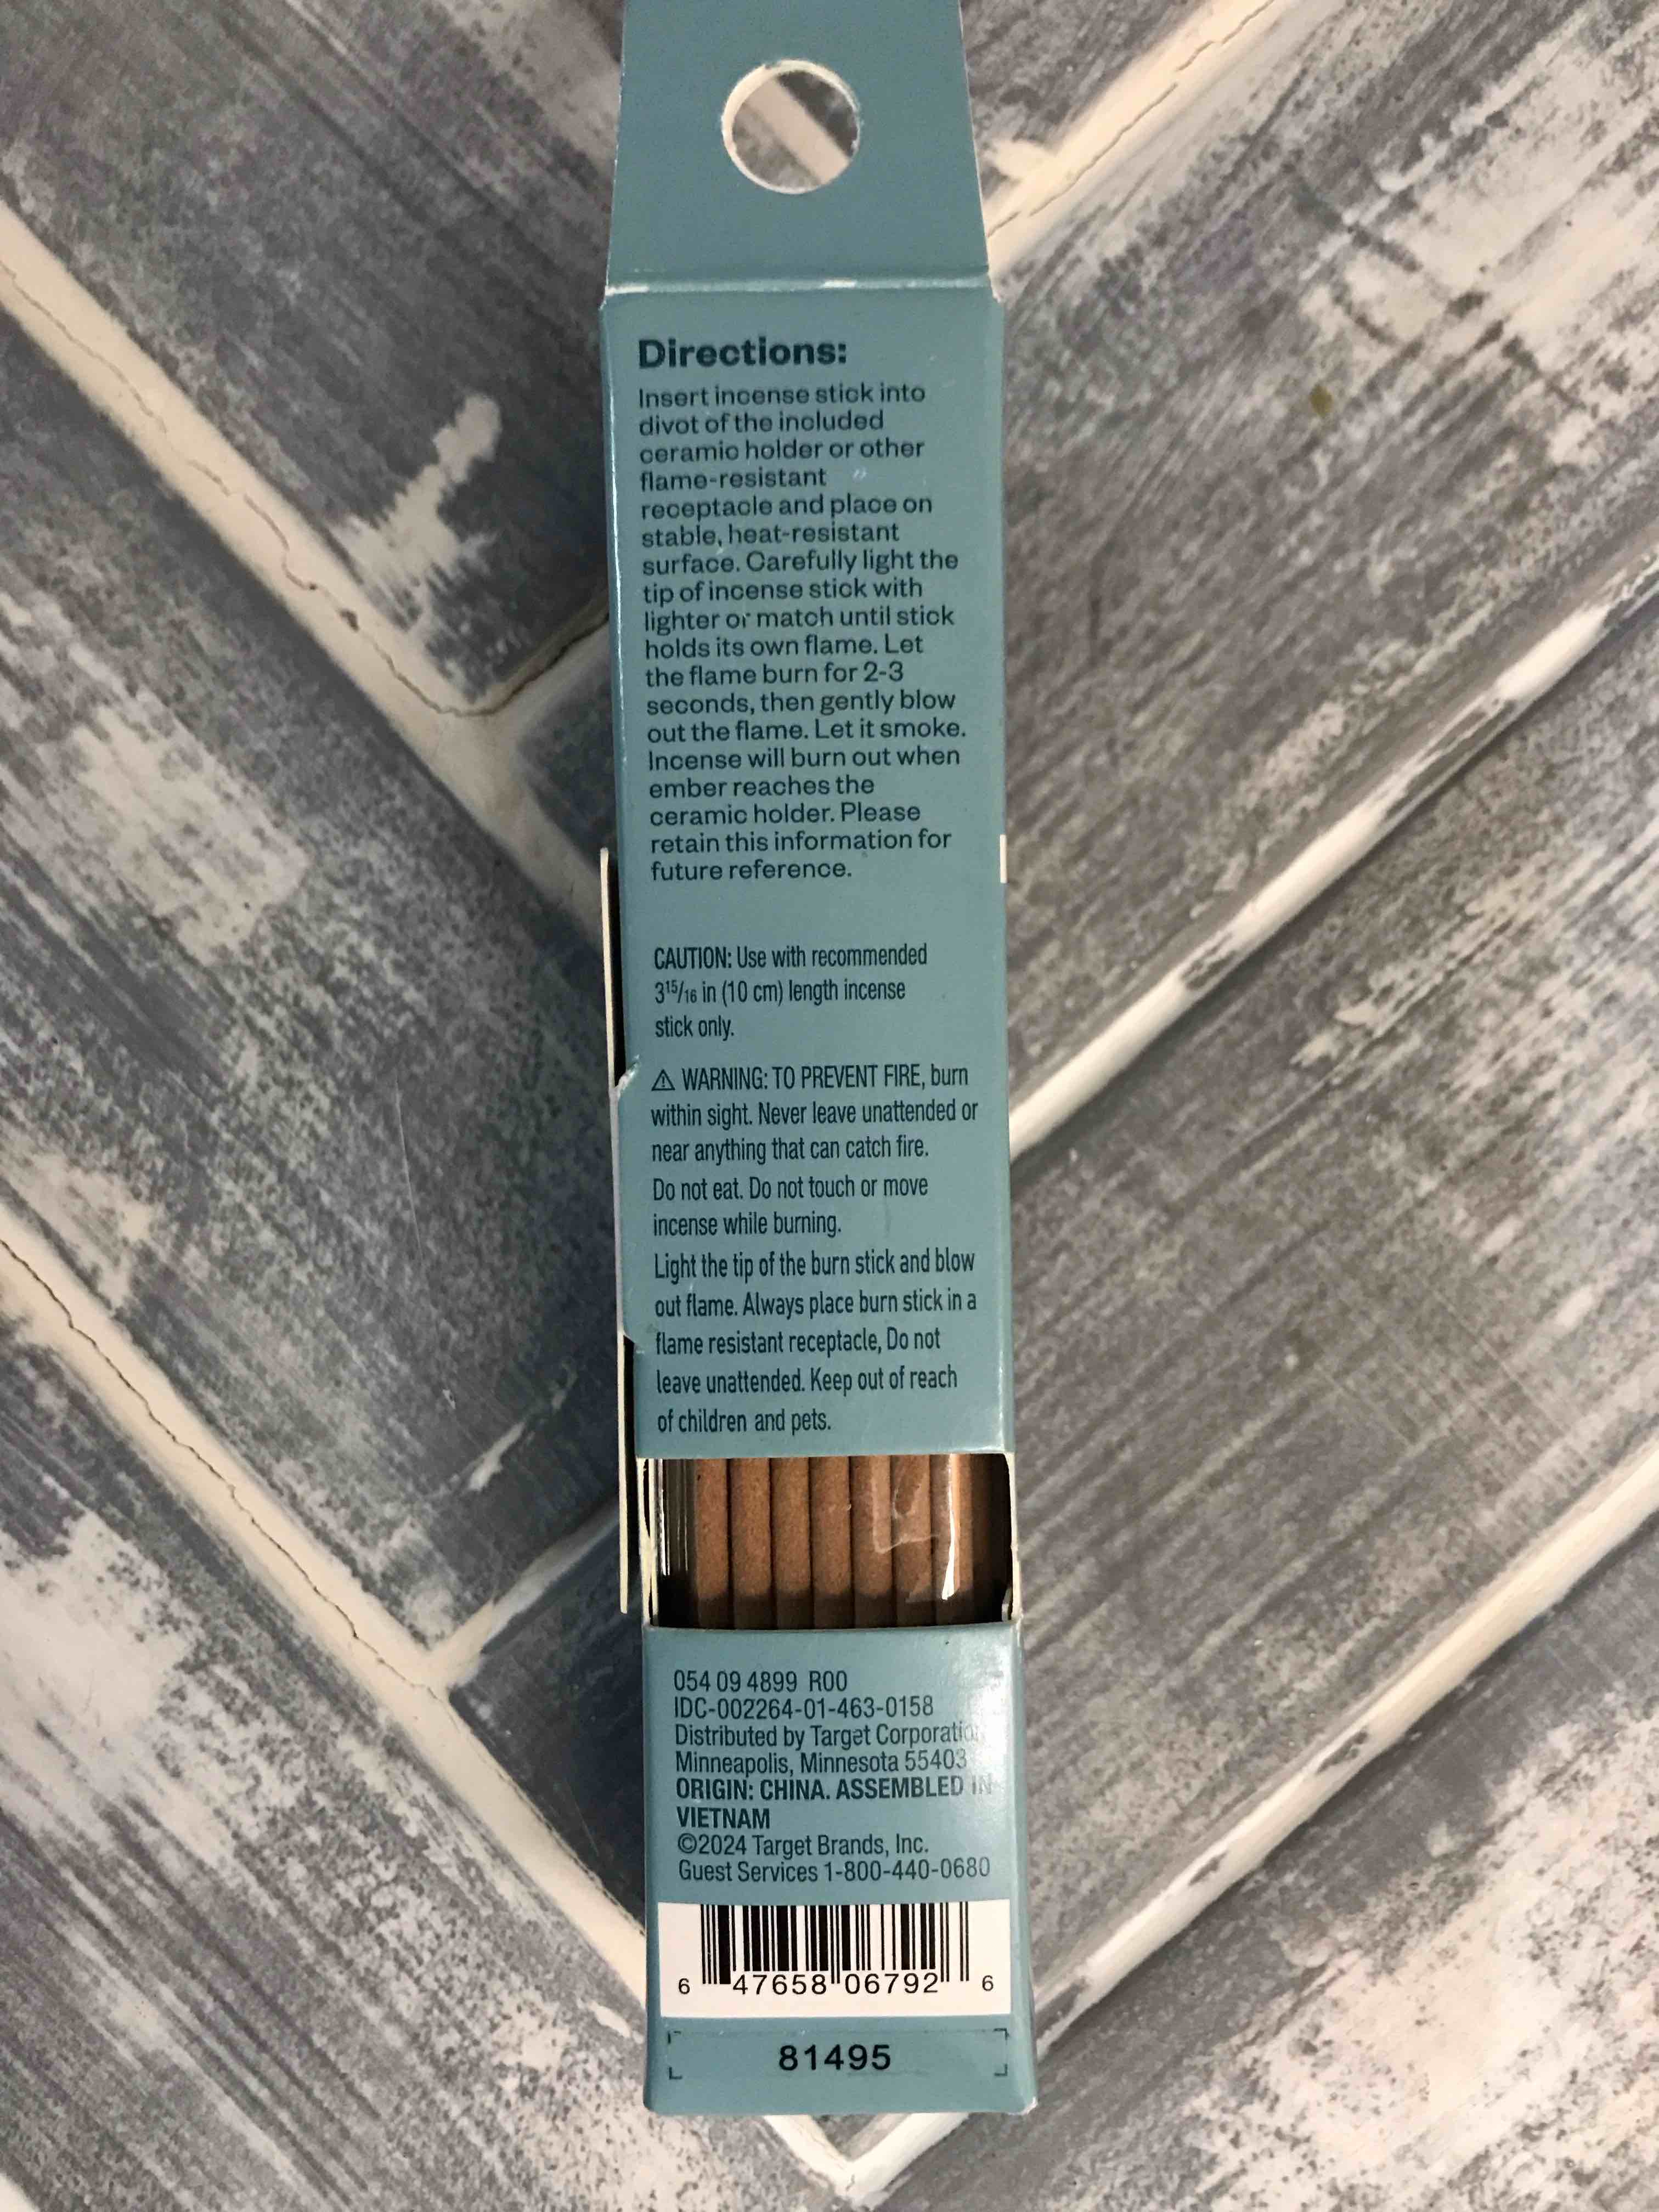 Directions:
Insert incense stick into
divot of the included
ceramic holder or other
flame-resistant
receptacle and place on
stable, heat-resistant
surface. Carefully light the
tip of incense stick with
lighter or match until stick
holds its own flame. Let
the flame burn for 2-3
seconds, then gently blow
out the flame. Let it smoke.
Incense will burn out when
ember reaches the
ceramic holder. Please
retain this information for
future reference.
CAUTION: Use with recommended
3¹⁵/₁₆ in (10 cm) length incense
stick only.
⚠ WARNING: TO PREVENT FIRE, burn
within sight. Never leave unattended or
near anything that can catch fire.
Do not eat. Do not touch or move
incense while burning.
Light the tip of the burn stick and blow
out flame. Always place burn stick in a
flame resistant receptacle, Do not
leave unattended. Keep out of reach
of children and pets.
054 09 4899 R00
IDC-002264-01-463-0158
Distributed by Target Corporation
Minneapolis, Minnesota 55403
ORIGIN: CHINA. ASSEMBLED IN
VIETNAM
©2024 Target Brands, Inc.
Guest Services 1-800-440-0680
6 47658 06792 6
81495